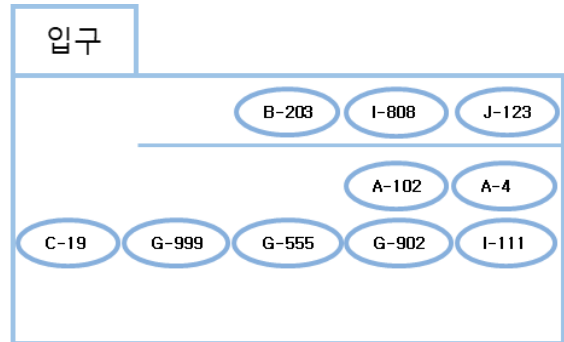 입구
B-203 I-808 J-123
A-102 A-4
C-19 G-999 G-555 G-902 I-111